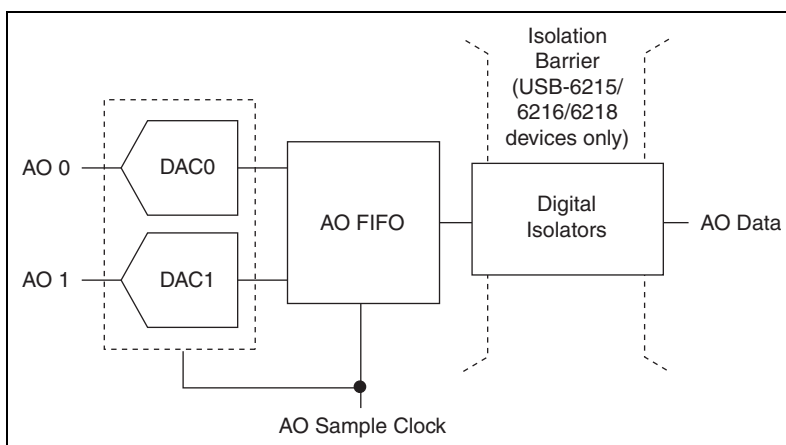 Isolation
Barrier
(USB-6215/
6216/6218
devices only)
AO 0
DAC0
AO FIFO
Digital
Isolators
AO Data
AO 1
DAC1
AO Sample Clock